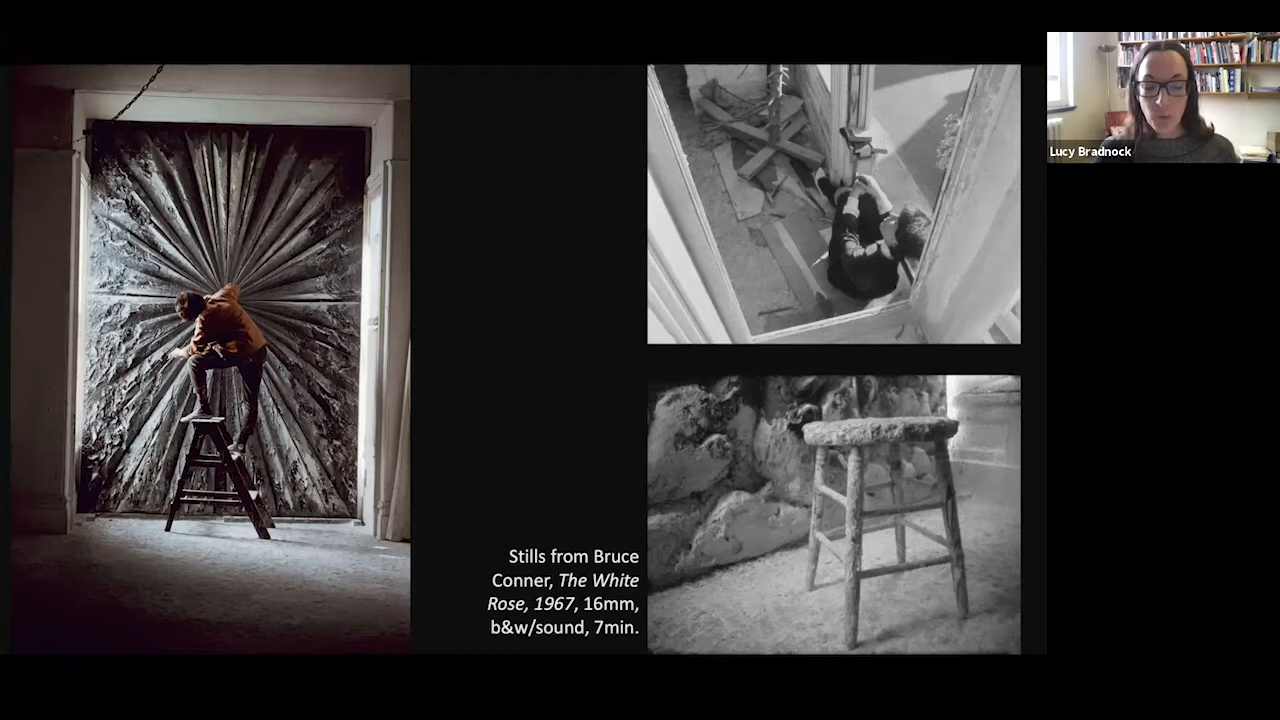 Lucy Bradnock
Stills from Bruce
Conner, The White
Rose, 1967, 16mm,
b&w/sound, 7min.